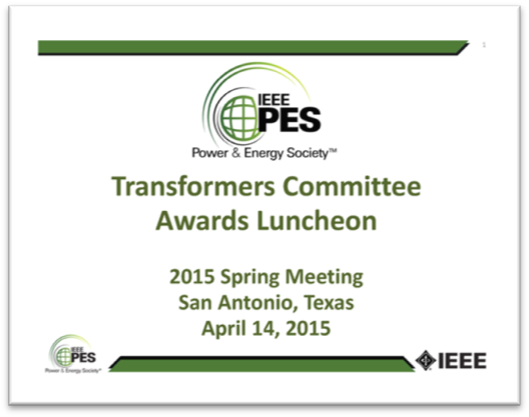 1
IEEE
PES
Power & Energy Society™
Transformers Committee
Awards Luncheon
2015 Spring Meeting
San Antonio, Texas
April 14, 2015
IEEE
PES
Power & Energy Society™
IEEE